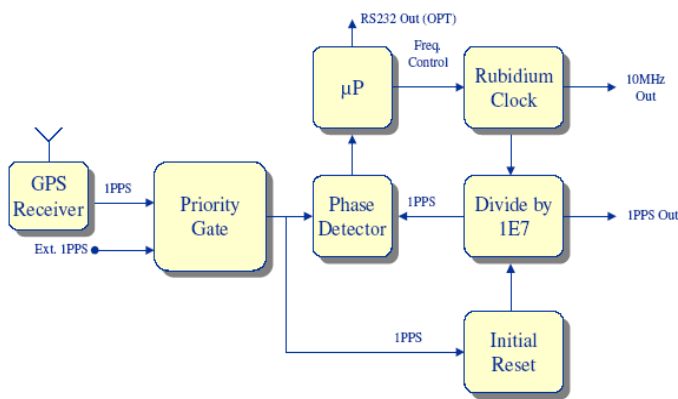 RS232 Out (OPT)
Freq.
Control
µP
Rubidium
Clock
10MHz
Out
GPS
Receiver
1PPS
Priority
Gate
Phase
Detector
1PPS
Divide by
1E7
1PPS Out
Ext. 1PPS
1PPS
Initial
Reset